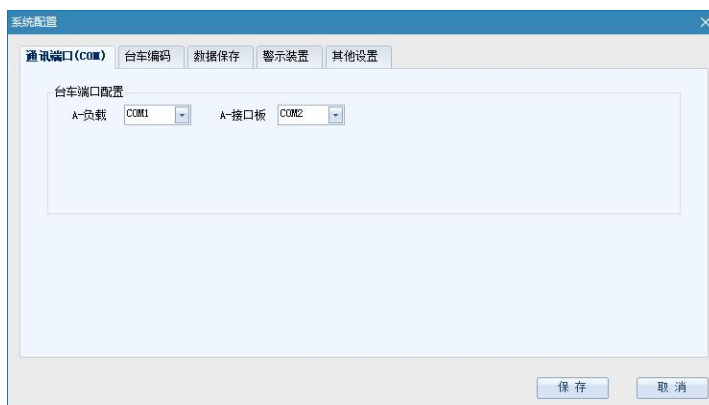 系统配置
通讯端口(COM) 台车编码 数据保存 警示装置 其他设置
台车端口配置
A-负载 COM1 A-接口板 COM2
保存 取消